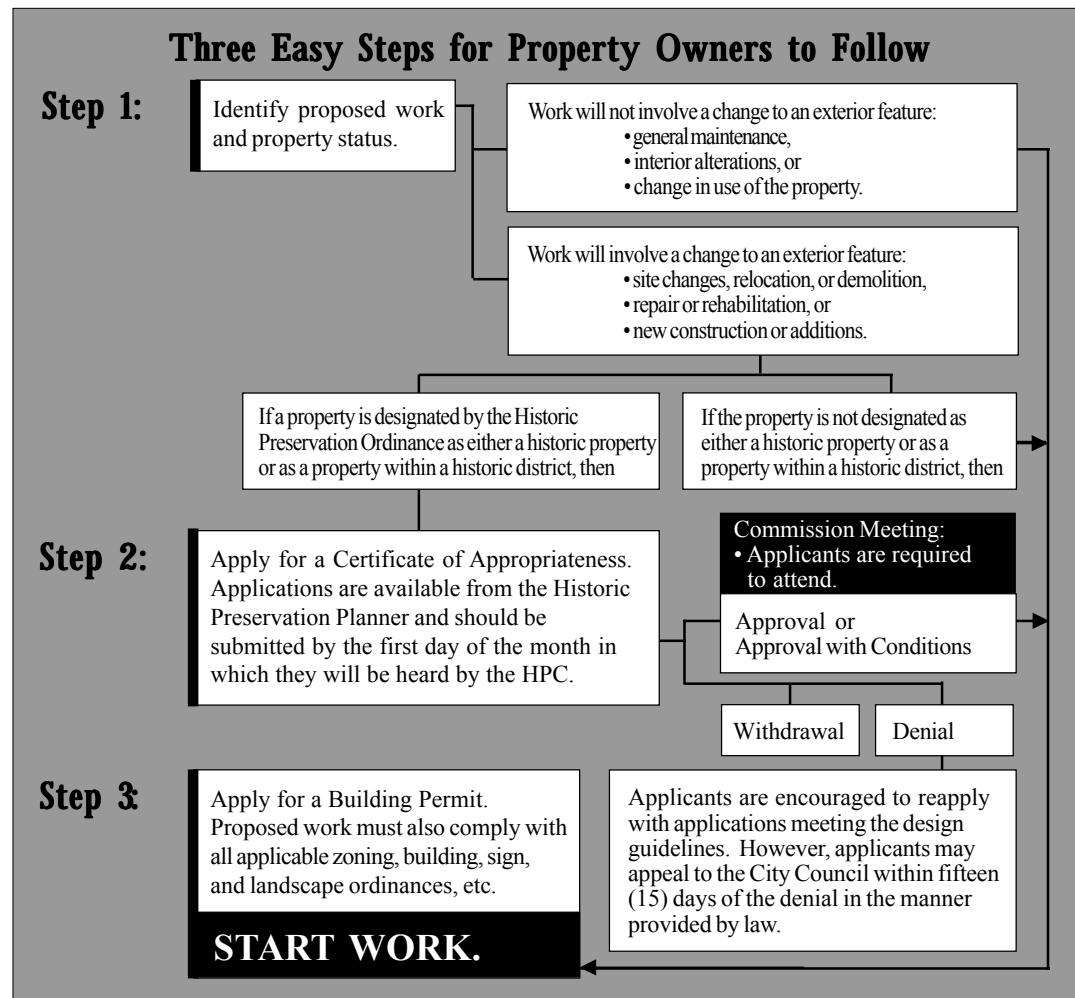 Three Easy Steps for Property Owners to Follow
Step 1:
Identify proposed work
and property status.
Work will not involve a change to an exterior feature:
• general maintenance,
• interior alterations, or
• change in use of the property.
Work will involve a change to an exterior feature:
• site changes, relocation, or demolition,
• repair or rehabilitation, or
• new construction or additions.
If a property is designated by the Historic
Preservation Ordinance as either a historic property
or as a property within a historic district, then
If the property is not designated as
either a historic property or as a
property within a historic district, then
Step 2:
Apply for a Certificate of Appropriateness.
Applications are available from the Historic
Preservation Planner and should be
submitted by the first day of the month in
which they will be heard by the HPC.
Commission Meeting:
• Applicants are required
to attend.
Approval or
Approval with Conditions
Withdrawal
Denial
Step 3:
Apply for a Building Permit.
Proposed work must also comply with
all applicable zoning, building, sign,
and landscape ordinances, etc.
START WORK.
Applicants are encouraged to reapply
with applications meeting the design
guidelines. However, applicants may
appeal to the City Council within fifteen
(15) days of the denial in the manner
provided by law.